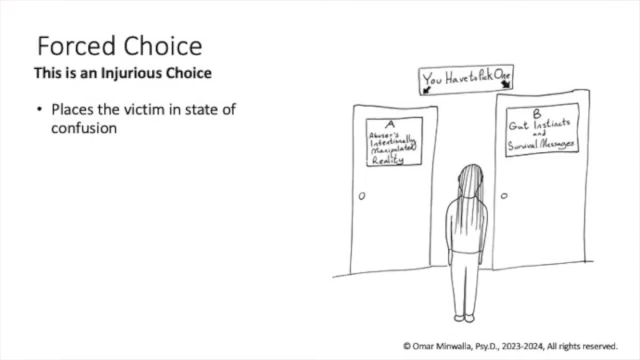 Forced Choice
This is an Injurious Choice
• Places the victim in state of
confusion
You Have to Pick One
A
Abuser's
Intentionally
Manipulated
Reality
B
Gut Instincts
and
Survival Messages
© Omar Minwalla, Psy.D., 2023-2024, All rights reserved.